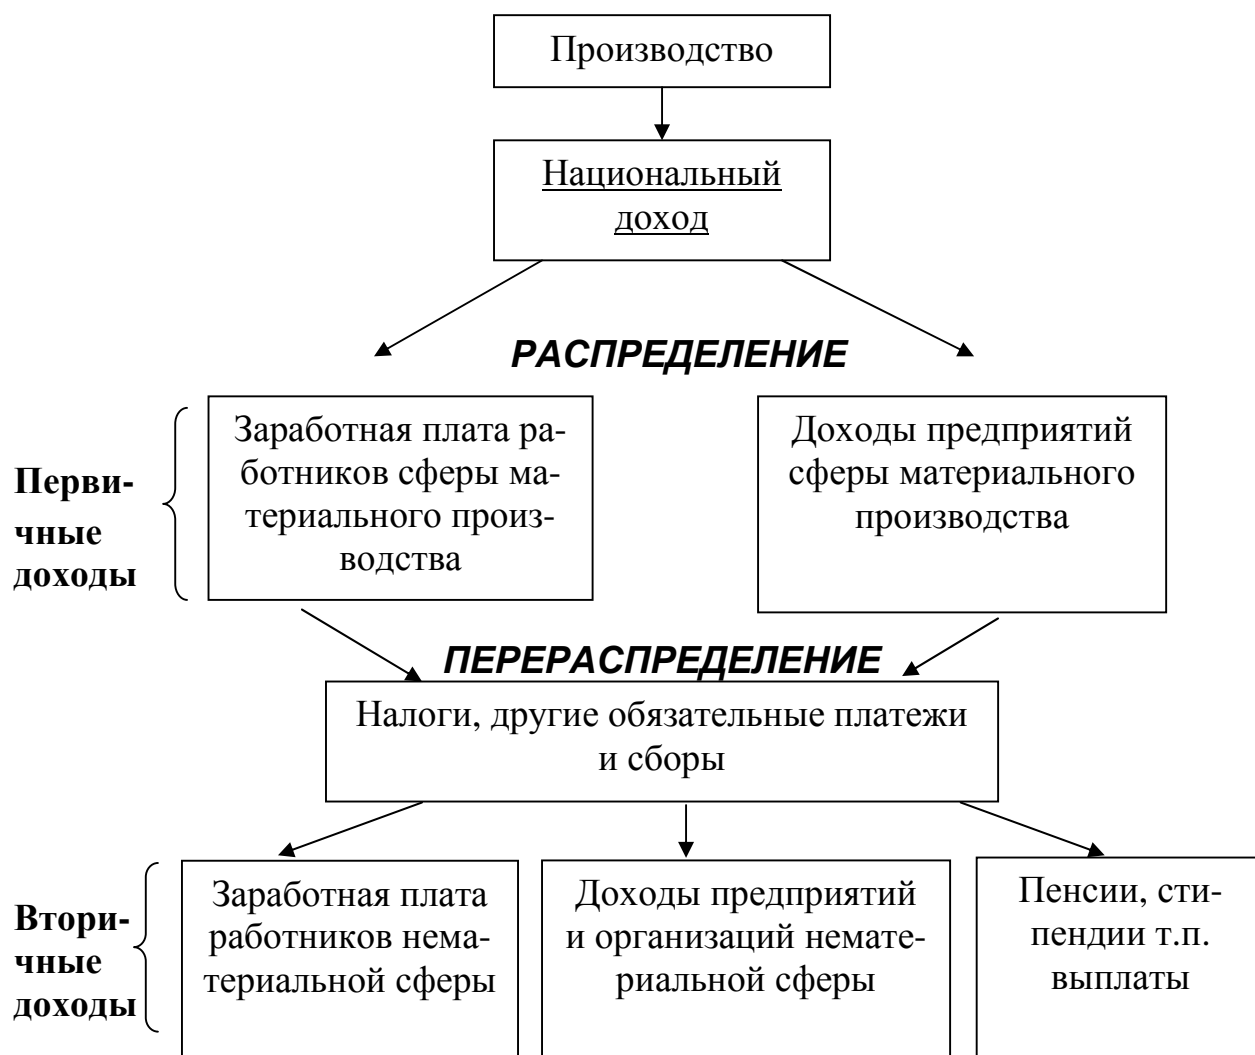 Производство
Национальный
доход
РАСПРЕДЕЛЕНИЕ
Перви-
чные
доходы
Заработная плата ра-
ботников сферы ма-
териального произ-
водства
Доходы предприятий
сферы материального
производства
ПЕРЕРАСПРЕДЕЛЕНИЕ
Налоги, другие обязательные платежи
и сборы
Втори-
чные
доходы
Заработная плата
работников нема-
териальной сферы
Доходы предприятий
и организаций немате-
риальной сферы
Пенсии, сти-
пендии т.п.
выплаты